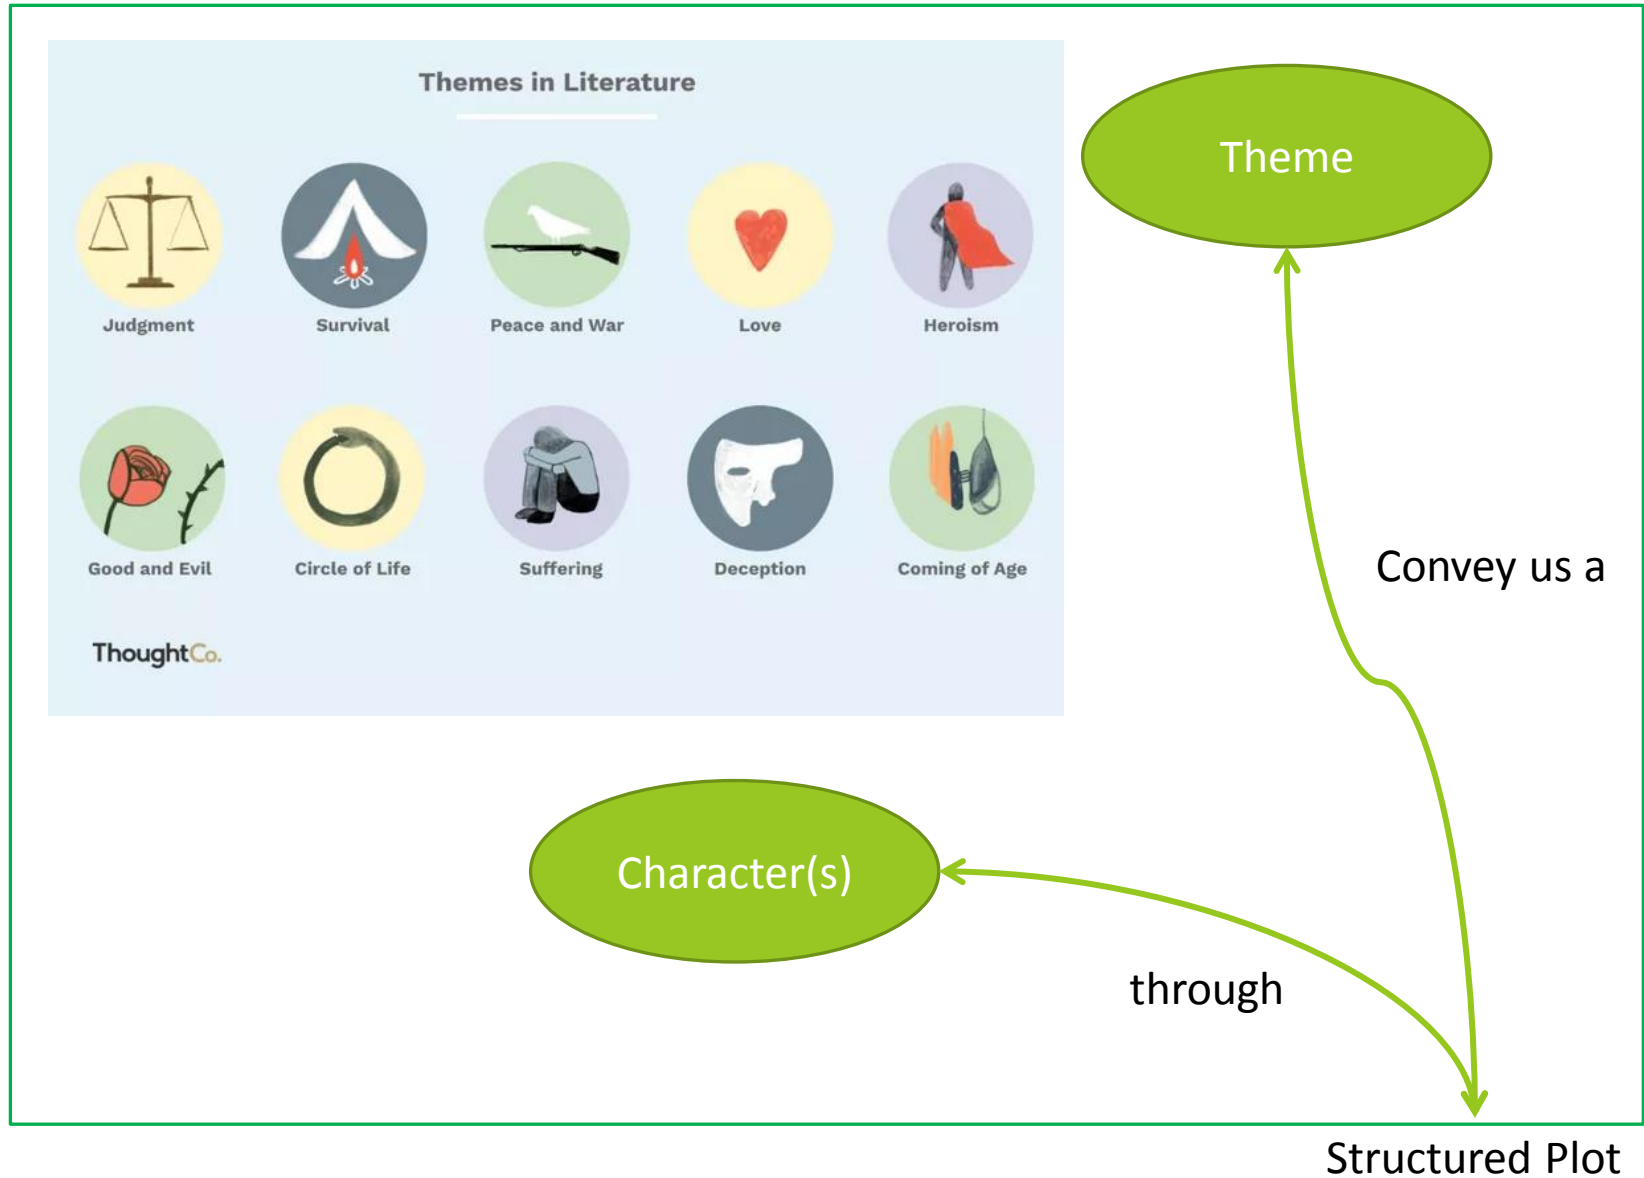 Themes in Literature
Theme
Judgment
Survival
Peace and War
Love
Heroism
Good and Evil
Circle of Life
Suffering
Deception
Coming of Age
Convey us a
ThoughtCo.
Character(s)
through
Structured Plot